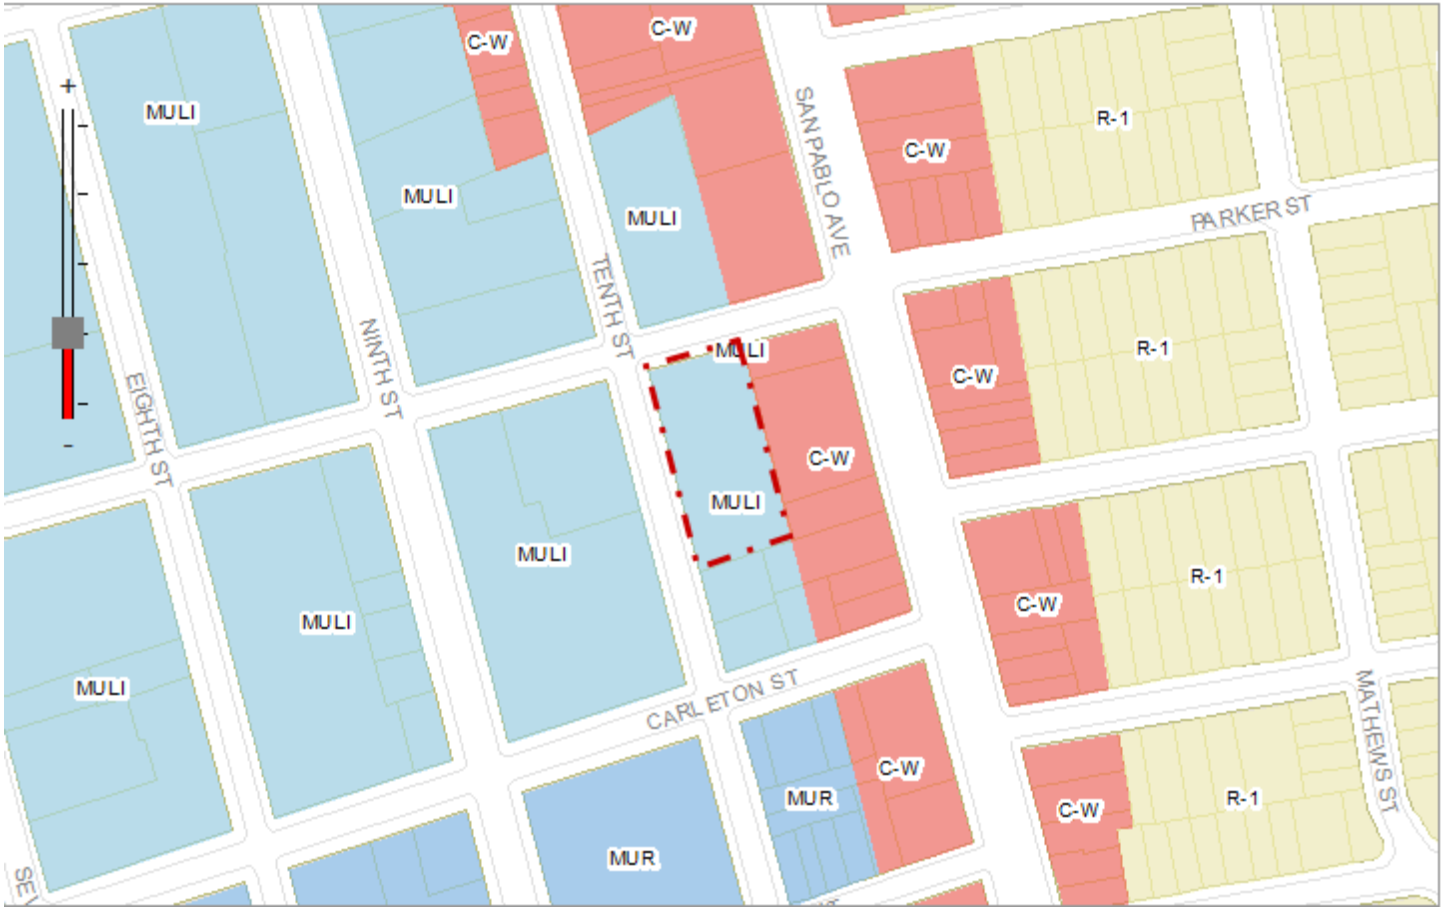 C-W
C-W
+
MULI
SAN PABLO AVE
R-1
C-W
MULI
MULI
PARKER ST
TENTH ST
NINTH ST
MULI
R-1
EIGHTH ST
C-W
-
C-W
MULI
MULI
R-1
C-W
MULI
MULI
CARLETON ST
MATHEWS ST
C-W
MUR
R-1
C-W
MUR